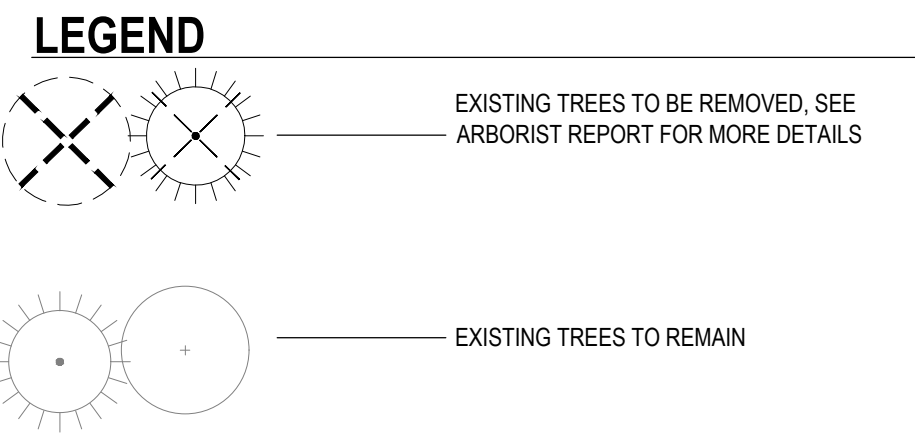 LEGEND
EXISTING TREES TO BE REMOVED, SEE
ARBORIST REPORT FOR MORE DETAILS
EXISTING TREES TO REMAIN